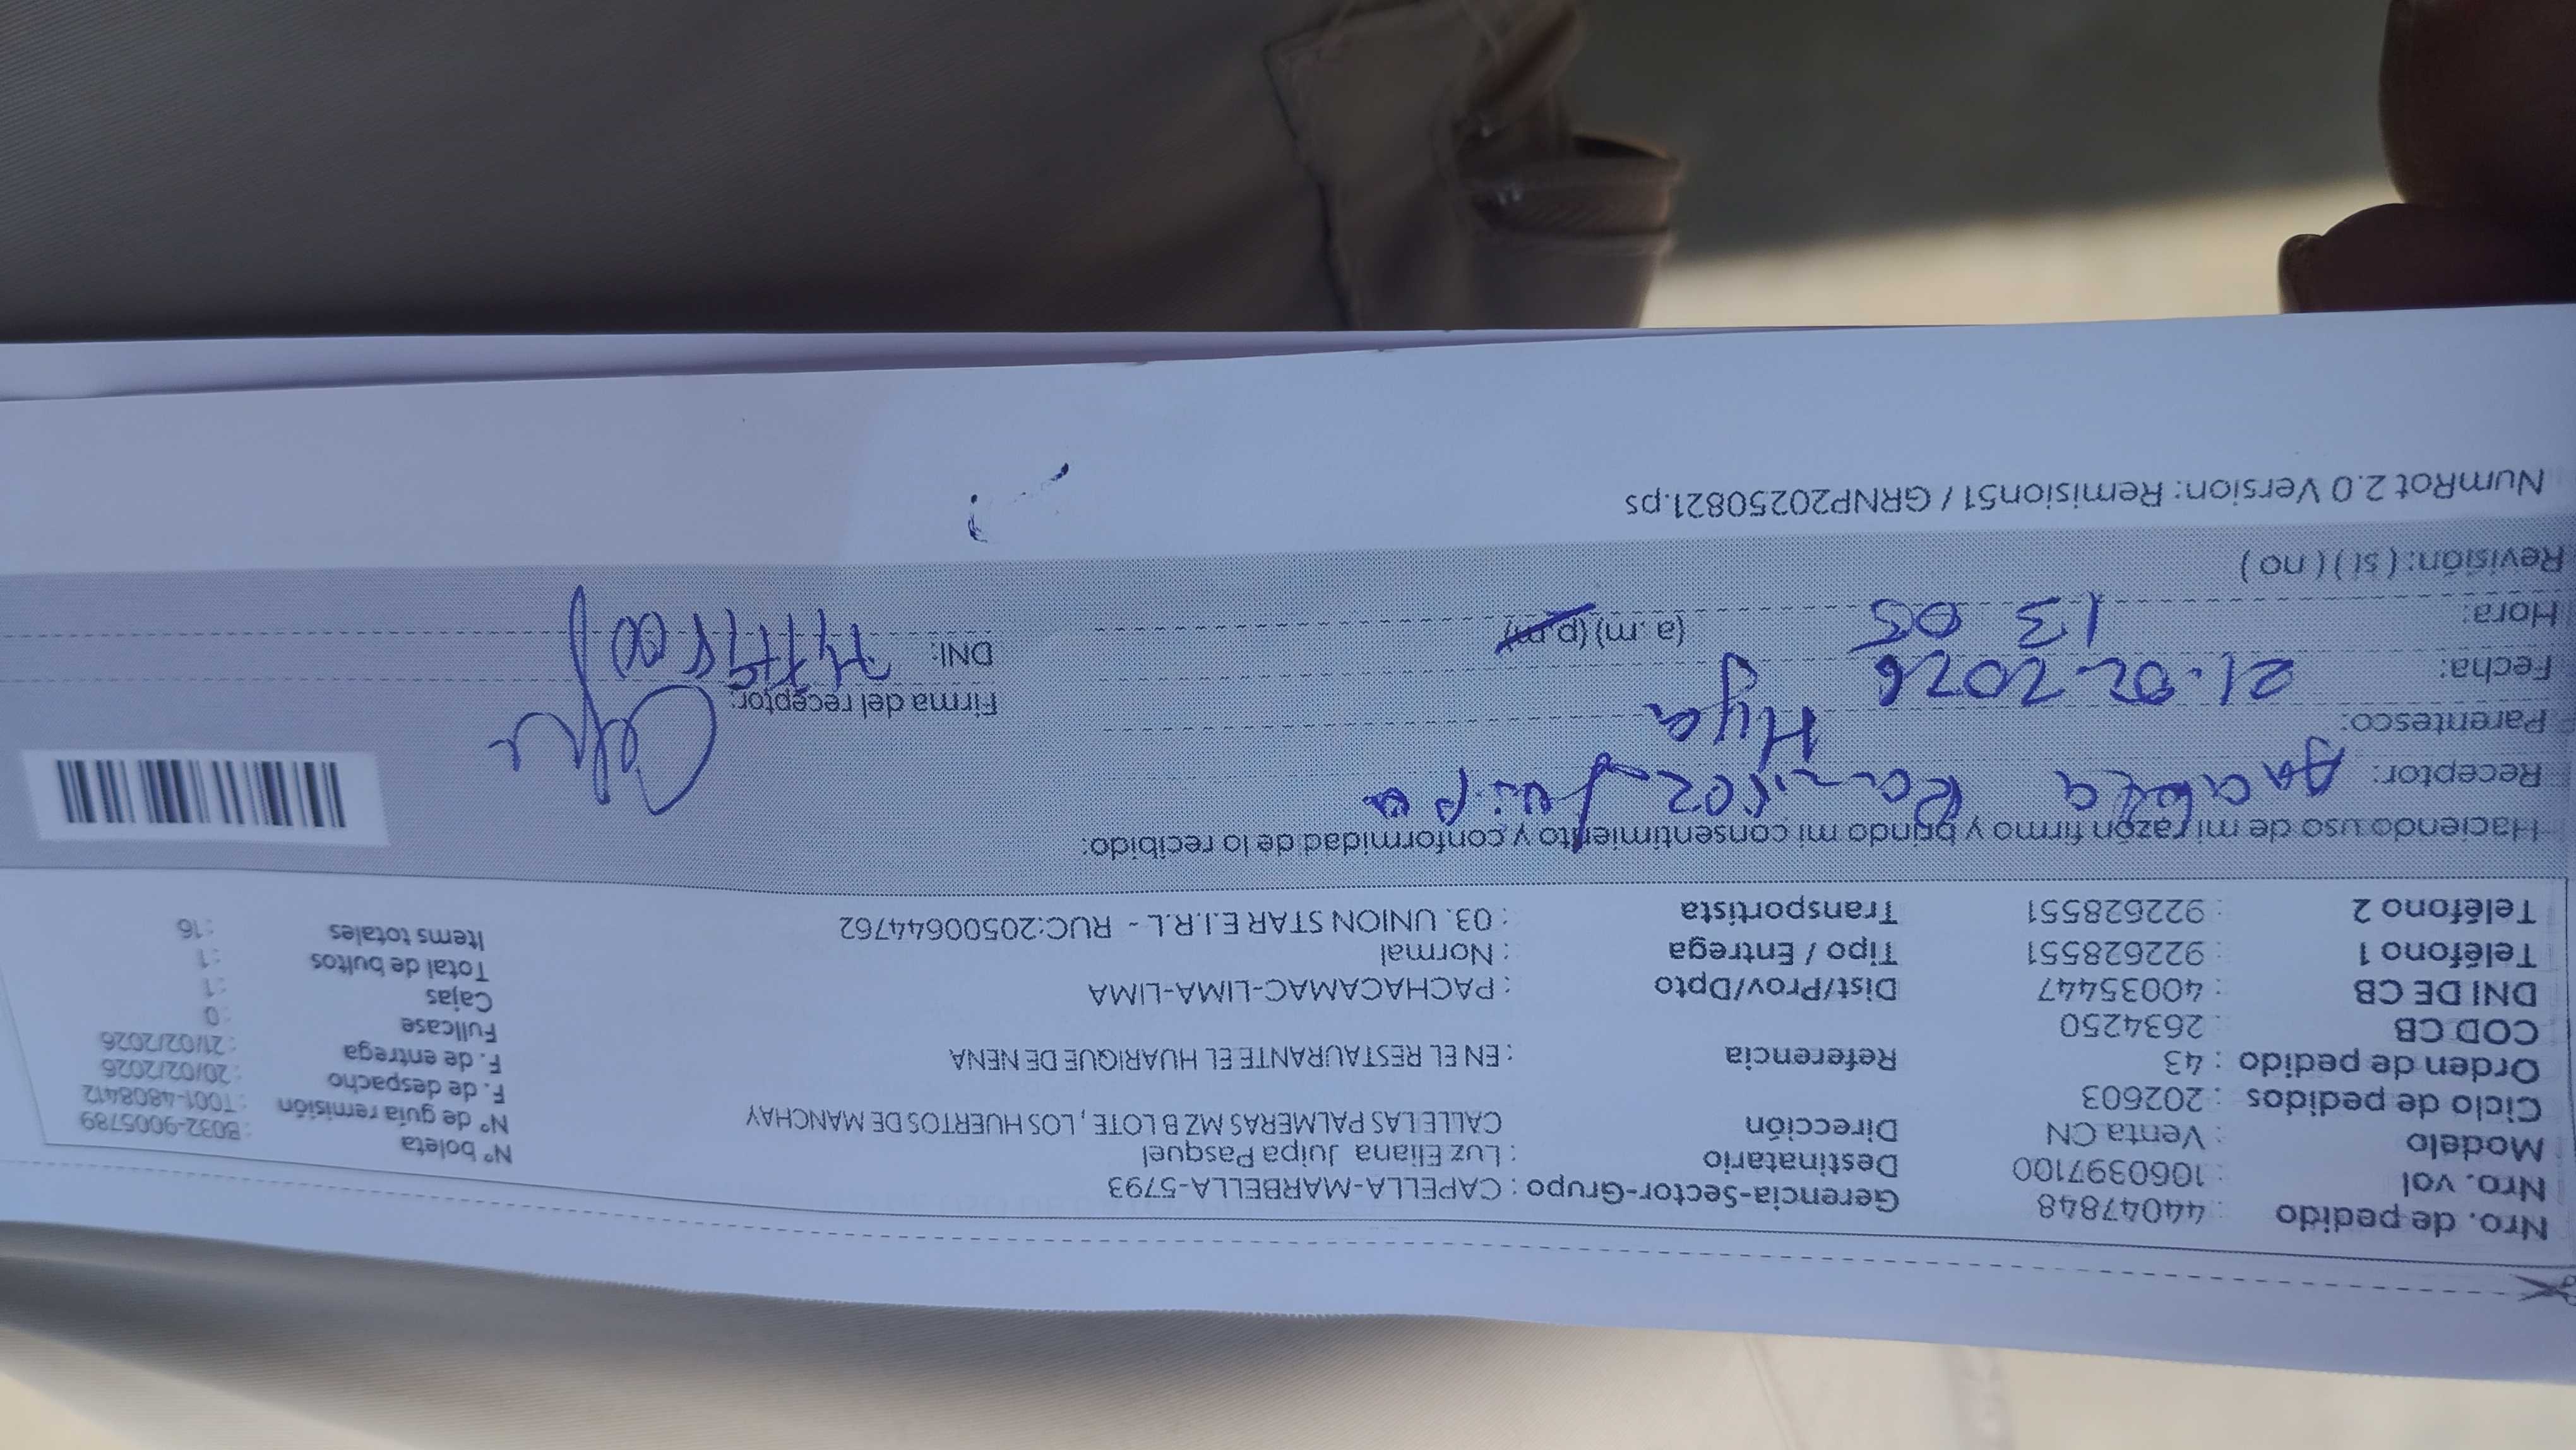 Nro. de pedido : 44047848 Gerencia-Sector-Grupo : CAPELLA-MARBELLA-5793
Nro. vol : 1060397100 Destinatario : Luz Eliana Juipa Pasquel Nº boleta : B032-9005789
Modelo : Venta CN Dirección CALLE LAS PALMERAS MZ B LOTE , LOS HUERTOS DE MANCHAY Nº de guía remisión : T001-4808412
Ciclo de pedidos : 202603 F. de despacho : 20/02/2026
Orden de pedido : 43 Referencia : EN EL RESTAURANTE EL HUARIQUE DE NENA F. de entrega : 21/02/2026
COD CB : 2634250 Fullcase : 0
DNI DE CB : 40035447 Dist/Prov/Dpto : PACHACAMAC-LIMA-LIMA Cajas : 1
Teléfono 1 : 922628551 Tipo / Entrega : Normal Total de bultos : 1
Teléfono 2 : 922628551 Transportista : 03. UNION STAR E.I.R.L - RUC:20500644762 Items totales : 16
Haciendo uso de mi razón firmo y brindo mi consentimiento y conformidad de lo recibido:
Receptor: Ramirez Juipa
Parentesco: Hija
Fecha: 21-02-2026 Firma del receptor:
Hora: 13 05 (a.m) (p.m) DNI:
Revisión: ( si ) ( no )
NumRot 2.0 Version: Remision51 / GRNP20250821.ps